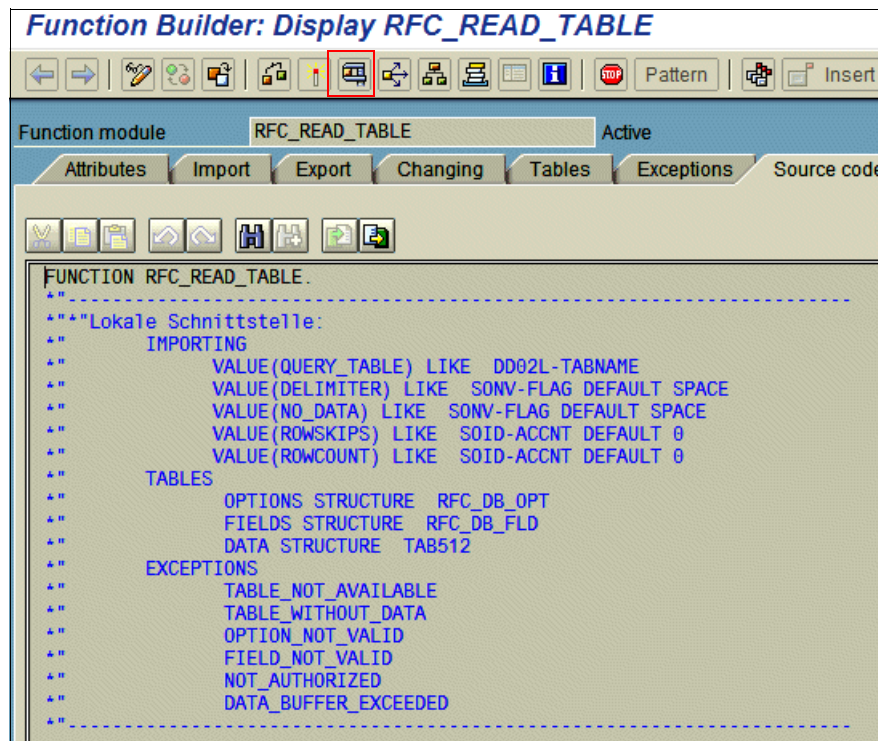 Function Builder: Display RFC_READ_TABLE
STOP Pattern Insert
Function module RFC_READ_TABLE Active
Attributes Import Export Changing Tables Exceptions Source code
FUNCTION RFC_READ_TABLE.
*"----------------------------------------------------------------------
*"*"Lokale Schnittstelle:
*" IMPORTING
*" VALUE(QUERY_TABLE) LIKE DD02L-TABNAME
*" VALUE(DELIMITER) LIKE SONV-FLAG DEFAULT SPACE
*" VALUE(NO_DATA) LIKE SONV-FLAG DEFAULT SPACE
*" VALUE(ROWSKIPS) LIKE SOID-ACCNT DEFAULT 0
*" VALUE(ROWCOUNT) LIKE SOID-ACCNT DEFAULT 0
*" TABLES
*" OPTIONS STRUCTURE RFC_DB_OPT
*" FIELDS STRUCTURE RFC_DB_FLD
*" DATA STRUCTURE TAB512
*" EXCEPTIONS
*" TABLE_NOT_AVAILABLE
*" TABLE_WITHOUT_DATA
*" OPTION_NOT_VALID
*" FIELD_NOT_VALID
*" NOT_AUTHORIZED
*" DATA_BUFFER_EXCEEDED
*"----------------------------------------------------------------------